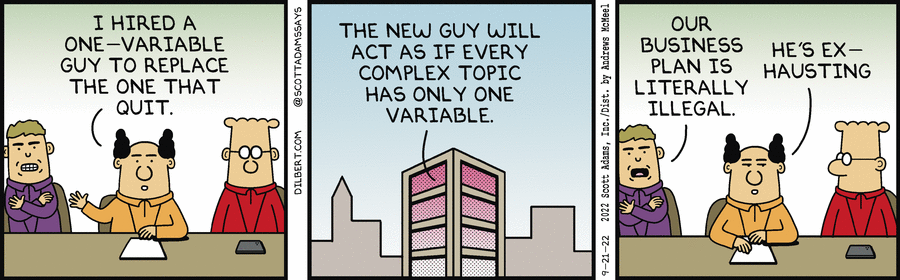 I HIRED A
ONE-VARIABLE
GUY TO REPLACE
THE ONE THAT
QUIT.
DILBERT.COM @SCOTTADAMSSAYS
THE NEW GUY WILL
ACT AS IF EVERY
COMPLEX TOPIC
HAS ONLY ONE
VARIABLE.
9-21-22 2022 Scott Adams, Inc./Dist. by Andrews McMeel
OUR
BUSINESS
PLAN IS
LITERALLY
ILLEGAL.
HE'S EX-
HAUSTING